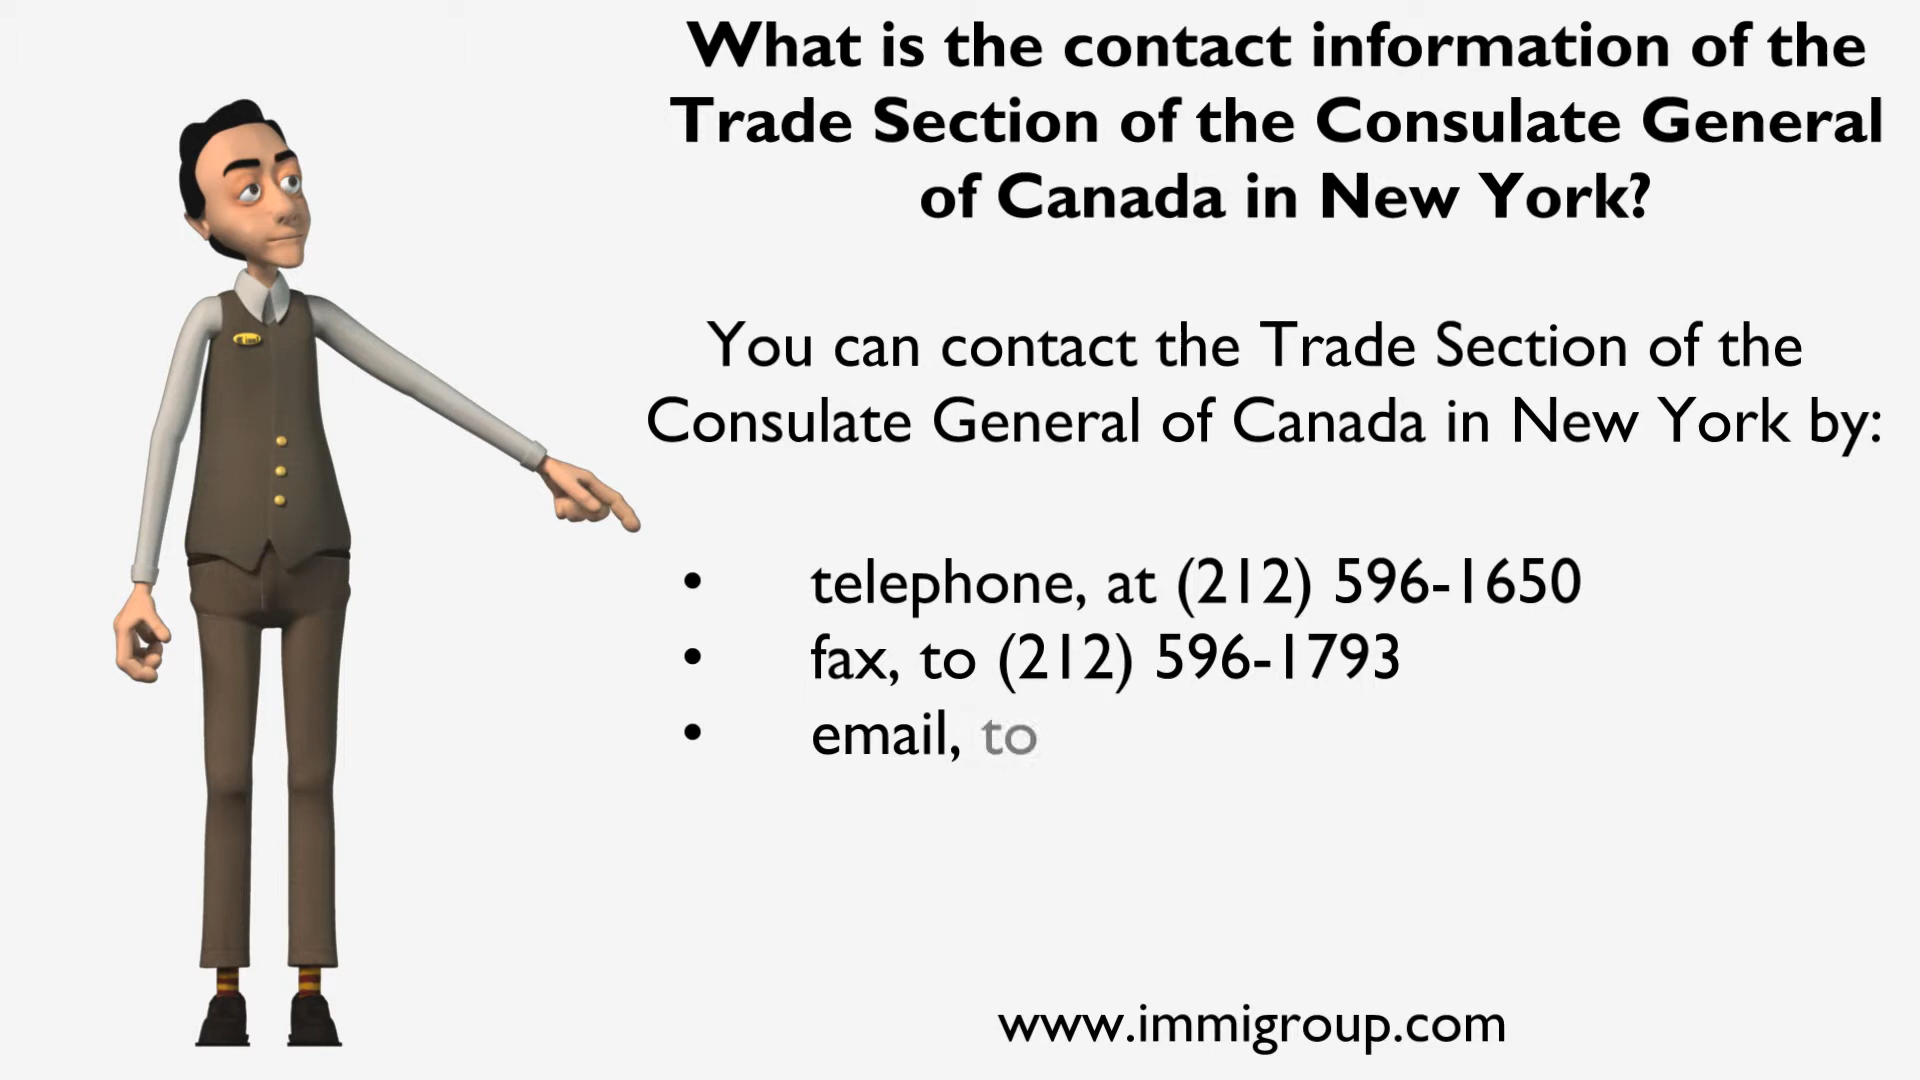 What is the contact information of the
Trade Section of the Consulate General
of Canada in New York?
You can contact the Trade Section of the
Consulate General of Canada in New York by:
• telephone, at (212) 596-1650
• fax, to (212) 596-1793
• email, to
www.immigroup.com